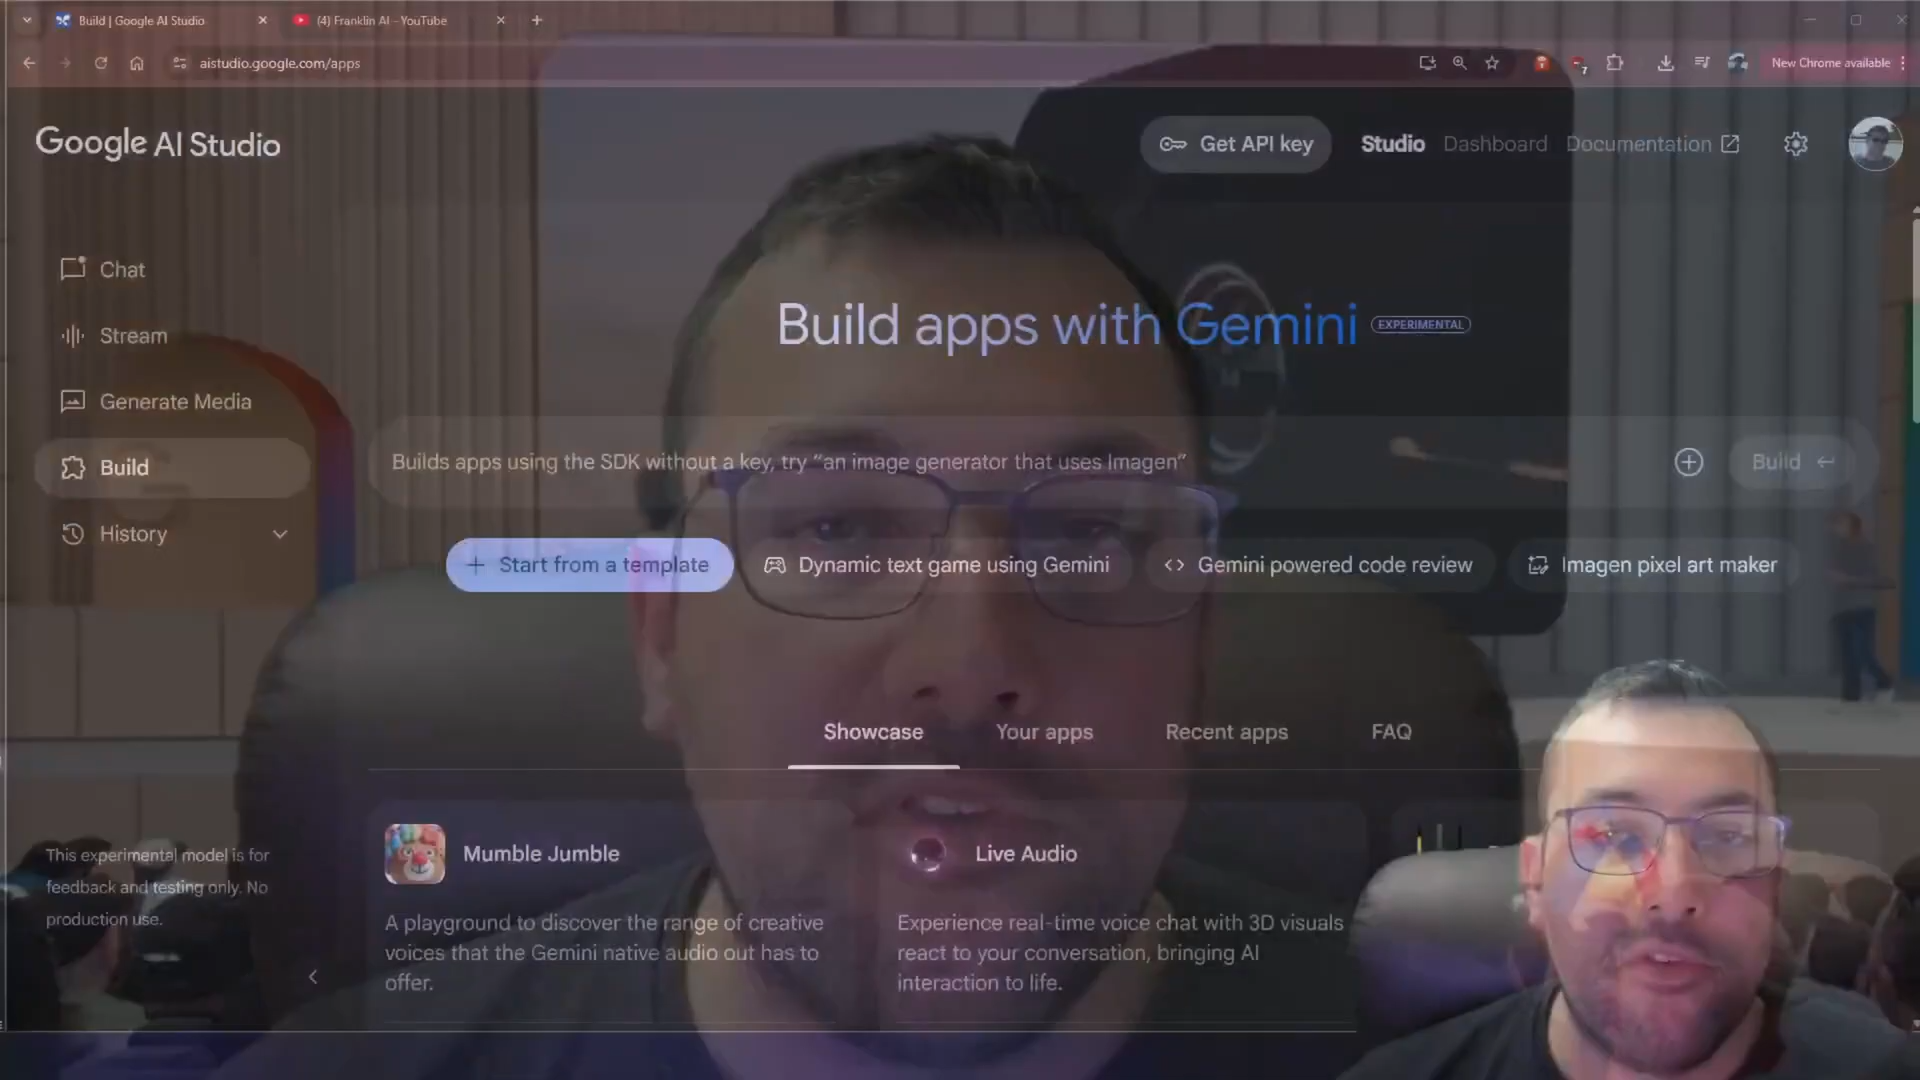 Build | Google AI Studio
(4) Franklin AI - YouTube
aistudio.google.com/apps
7
New Chrome available
Google AI Studio
Get API key
Studio
Dashboard
Documentation
Chat
Stream
Generate Media
Build
History
Build apps with Gemini
EXPERIMENTAL
Builds apps using the SDK without a key, try “an image generator that uses Imagen”
Build
Start from a template
Dynamic text game using Gemini
Gemini powered code review
Imagen pixel art maker
Showcase
Your apps
Recent apps
FAQ
This experimental model is for
feedback and testing only. No
production use.
Mumble Jumble
A playground to discover the range of creative
voices that the Gemini native audio out has to
offer.
Live Audio
Experience real-time voice chat with 3D visuals
react to your conversation, bringing AI
interaction to life.